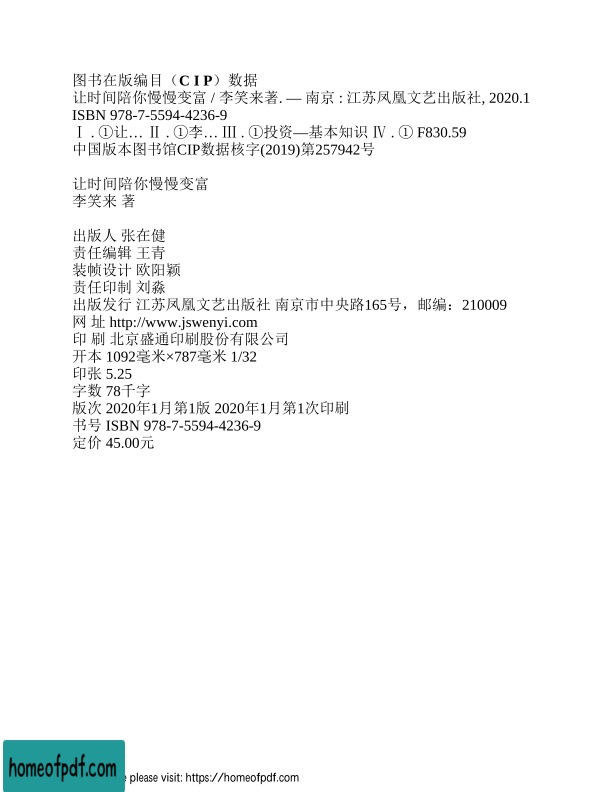 图书在版编目（C I P）数据
让时间陪你慢慢变富 / 李笑来著. — 南京 : 江苏凤凰文艺出版社, 2020.1
ISBN 978-7-5594-4236-9
Ⅰ . ①让… Ⅱ . ①李… Ⅲ . ①投资—基本知识 Ⅳ . ① F830.59
中国版本图书馆CIP数据核字(2019)第257942号
让时间陪你慢慢变富
李笑来 著
出版人 张在健
责任编辑 王青
装帧设计 欧阳颖
责任印制 刘淼
出版发行 江苏凤凰文艺出版社 南京市中央路165号，邮编：210009
网 址 http://www.jswenyi.com
印 刷 北京盛通印刷股份有限公司
开本 1092毫米×787毫米 1/32
印张 5.25
字数 78千字
版次 2020年1月第1版 2020年1月第1次印刷
书号 ISBN 978-7-5594-4236-9
定价 45.00元
homeofpdf.com
please visit: https://homeofpdf.com